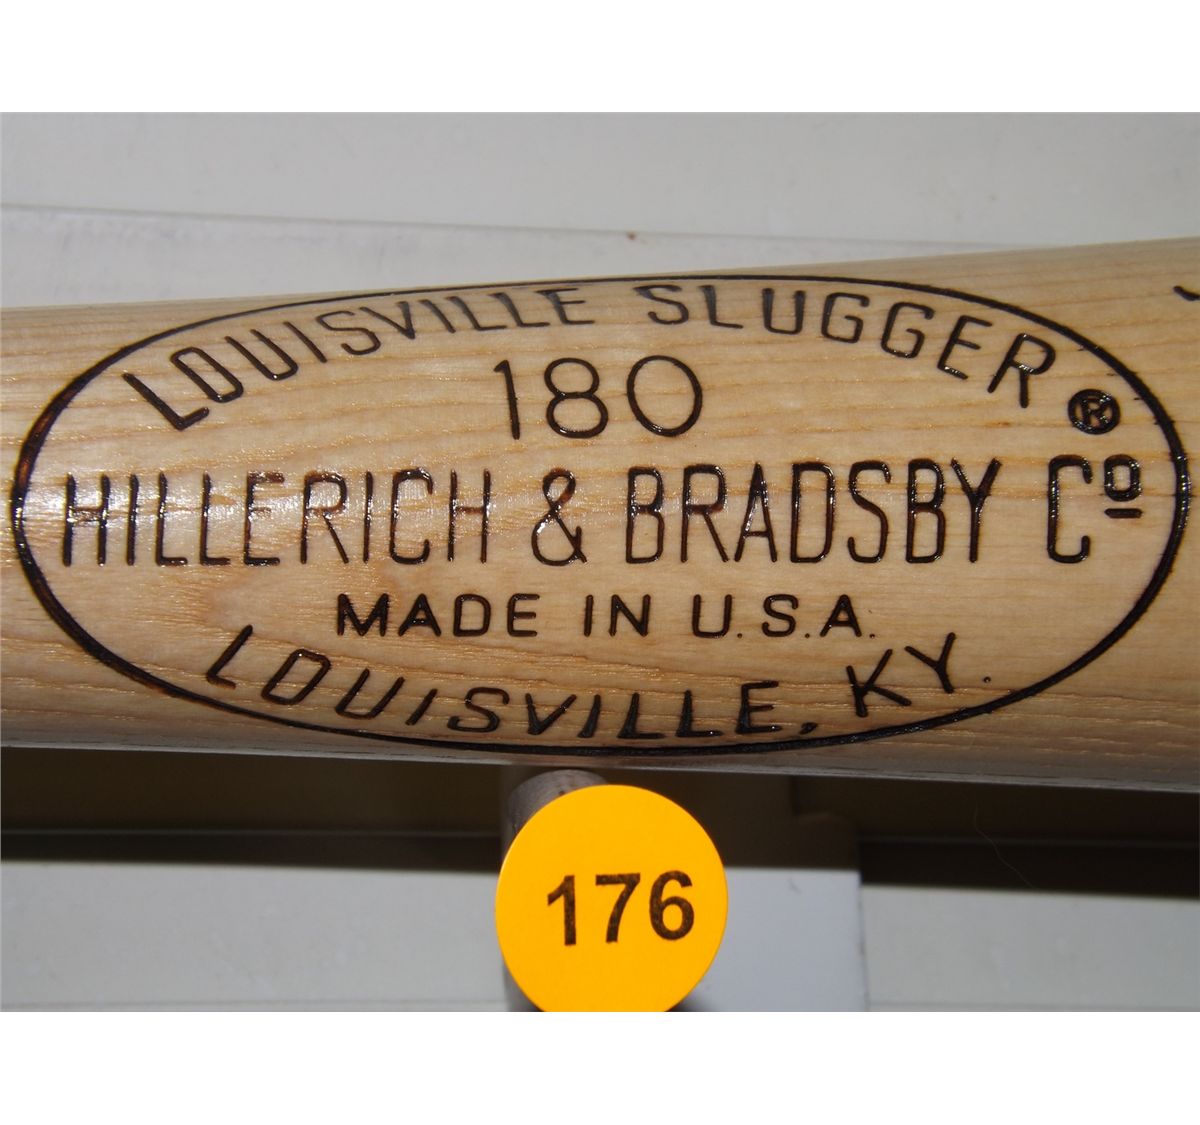 LOUISVILLE SLUGGER ®
180
HILLERICH & BRADSBY Cº
MADE IN U.S.A.
LOUISVILLE, KY.
176